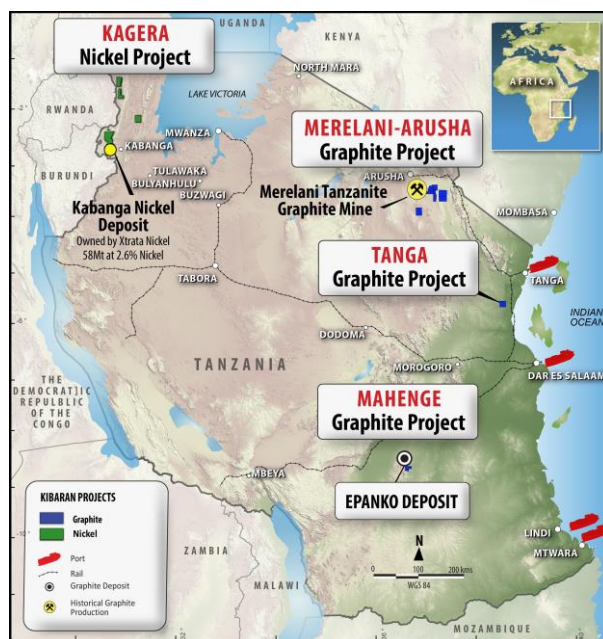 UGANDA
KENYA
KAGERA
Nickel Project
NORTH MARA
LAKE VICTORIA
AFRICA
RWANDA
MWANZA
KABANGA
MERELANI-ARUSHA
Graphite Project
BURUNDI
TULAWAKA
BULYANHULU
BUZWAGI
ARUSHA
Merelani Tanzanite
Graphite Mine
Kabanga Nickel
Deposit
Owned by Xtrata Nickel
58Mt at 2.6% Nickel
MOMBASA
TANGA
Graphite Project
TANGA
TABORA
INDIAN
OCEAN
DODOMA
TANZANIA
MOROGORO
DAR ES SALAAM
THE
DEMOCRATIC
REPULBLIC OF
THE CONGO
MAHENGE
Graphite Project
MBEYA
EPANKO DEPOSIT
KIBARAN PROJECTS
Graphite
Nickel
Port
Rail
Graphite Deposit
Historical Graphite
Production
N
0 100 200 kms
WGS 84
LINDI
MTWARA
ZAMBIA
MALAWI
MOZAMBIQUE